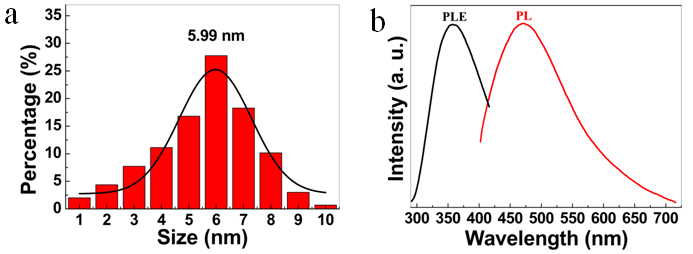 a
5.99 nm
Percentage (%)
35
30
25
20
15
10
5
0
1 2 3 4 5 6 7 8 9 10
Size (nm)
b
PLE
PL
Intensity (a. u.)
300 350 400 450 500 550 600 650 700
Wavelength (nm)